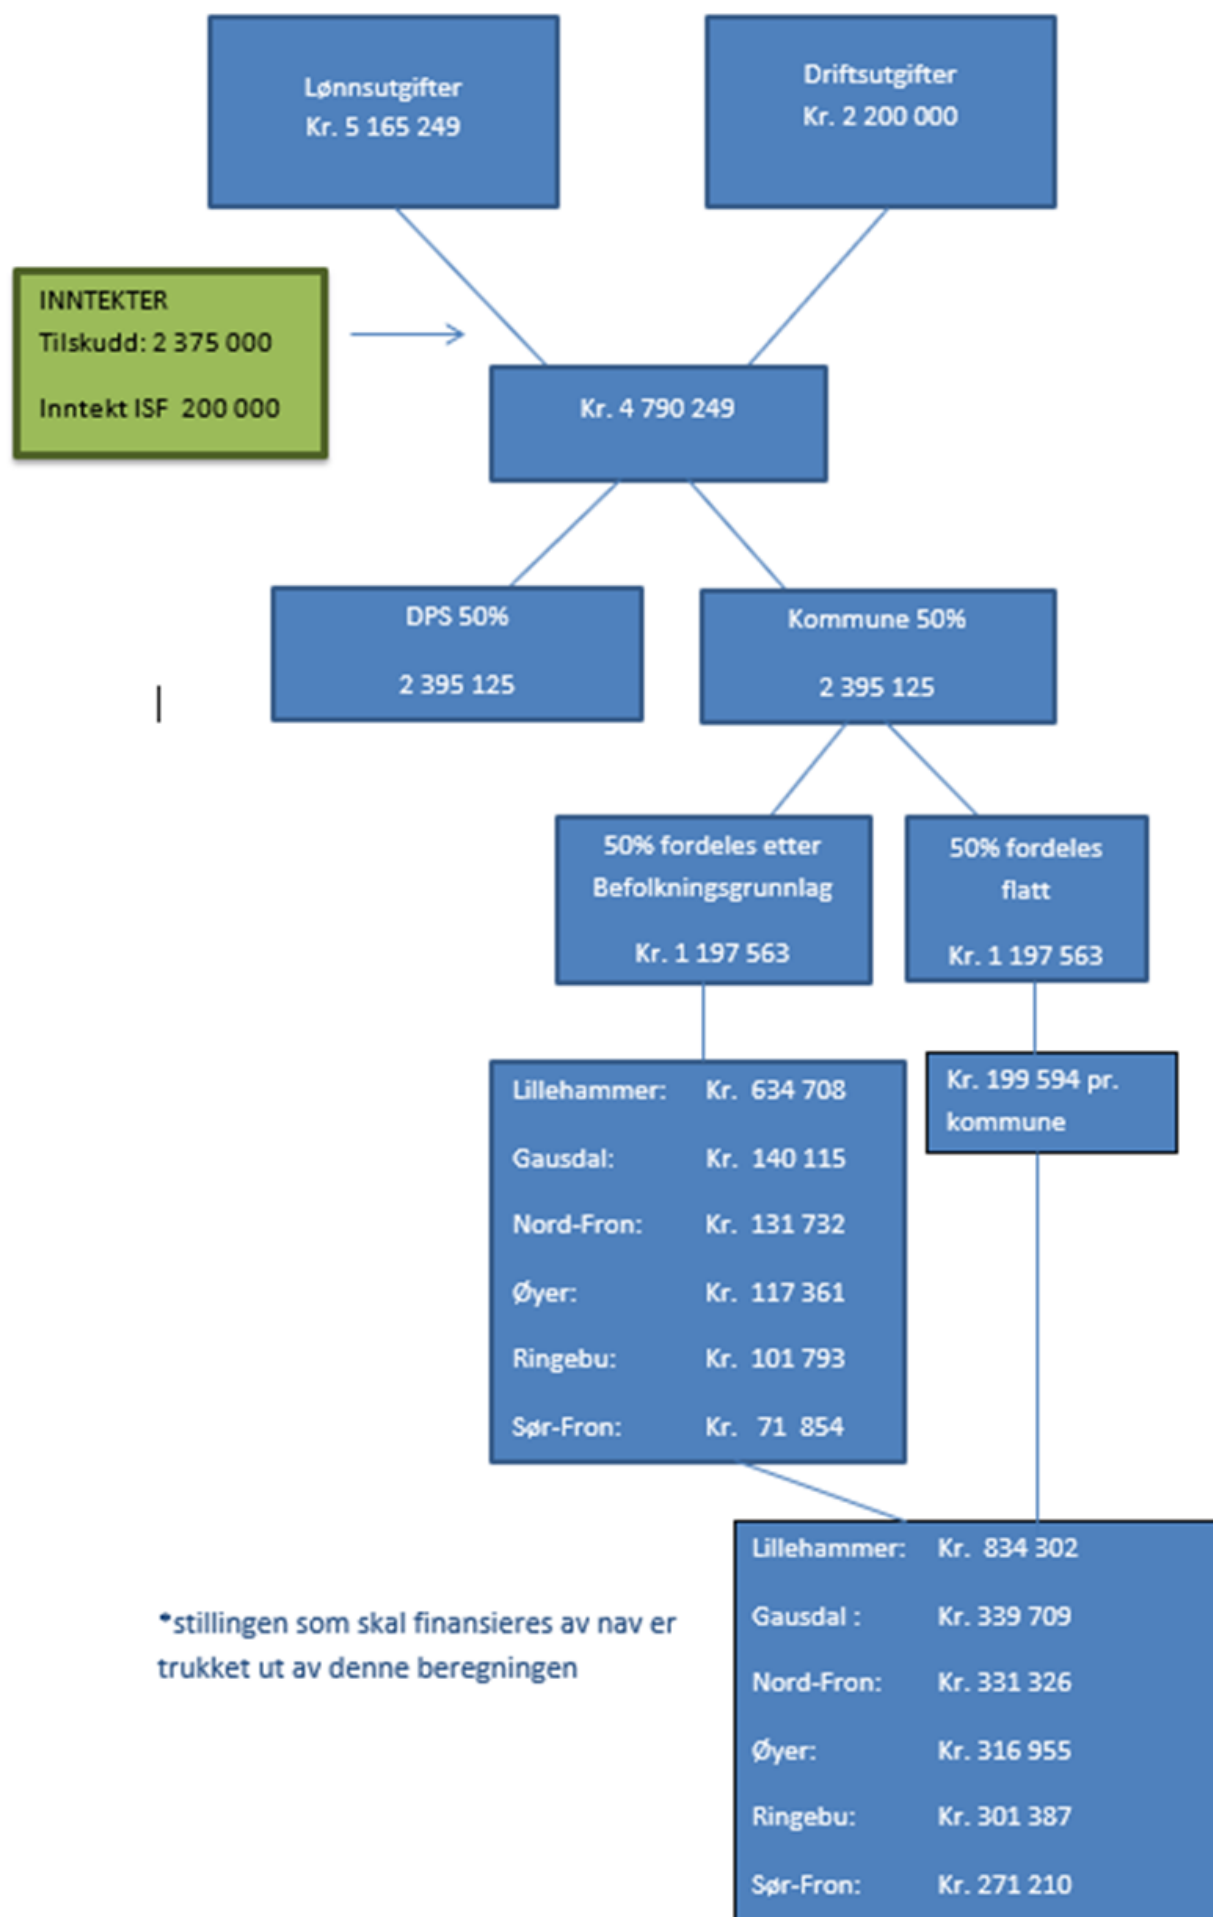 Lønnsutgifter
Kr. 5 165 249
Driftsutgifter
Kr. 2 200 000
INNTEKTER
Tilskudd: 2 375 000
Inntekt ISF 200 000
Kr. 4 790 249
DPS 50%
2 395 125
Kommune 50%
2 395 125
50% fordeles etter
Befolkningsgrunnlag
Kr. 1 197 563
50% fordeles
flatt
Kr. 1 197 563
Lillehammer: Kr. 634 708
Gausdal: Kr. 140 115
Nord-Fron: Kr. 131 732
Øyer: Kr. 117 361
Ringebu: Kr. 101 793
Sør-Fron: Kr. 71 854
Kr. 199 594 pr.
kommune
Lillehammer: Kr. 834 302
Gausdal : Kr. 339 709
Nord-Fron: Kr. 331 326
Øyer: Kr. 316 955
Ringebu: Kr. 301 387
Sør-Fron: Kr. 271 210
*stillingen som skal finansieres av nav er
trukket ut av denne beregningen